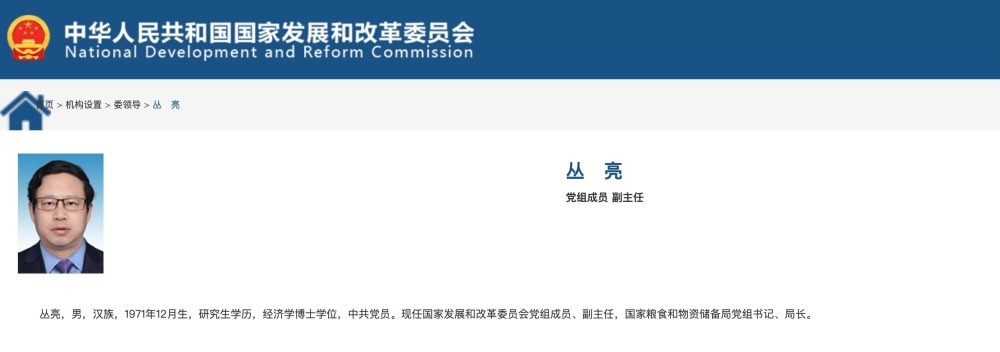 中华人民共和国国家发展和改革委员会
National Development and Reform Commission
首页 > 机构设置 > 委领导 > 丛 亮
丛 亮
党组成员 副主任
丛亮，男，汉族，1971年12月生，研究生学历，经济学博士学位，中共党员。现任国家发展和改革委员会党组成员、副主任，国家粮食和物资储备局党组书记、局长。